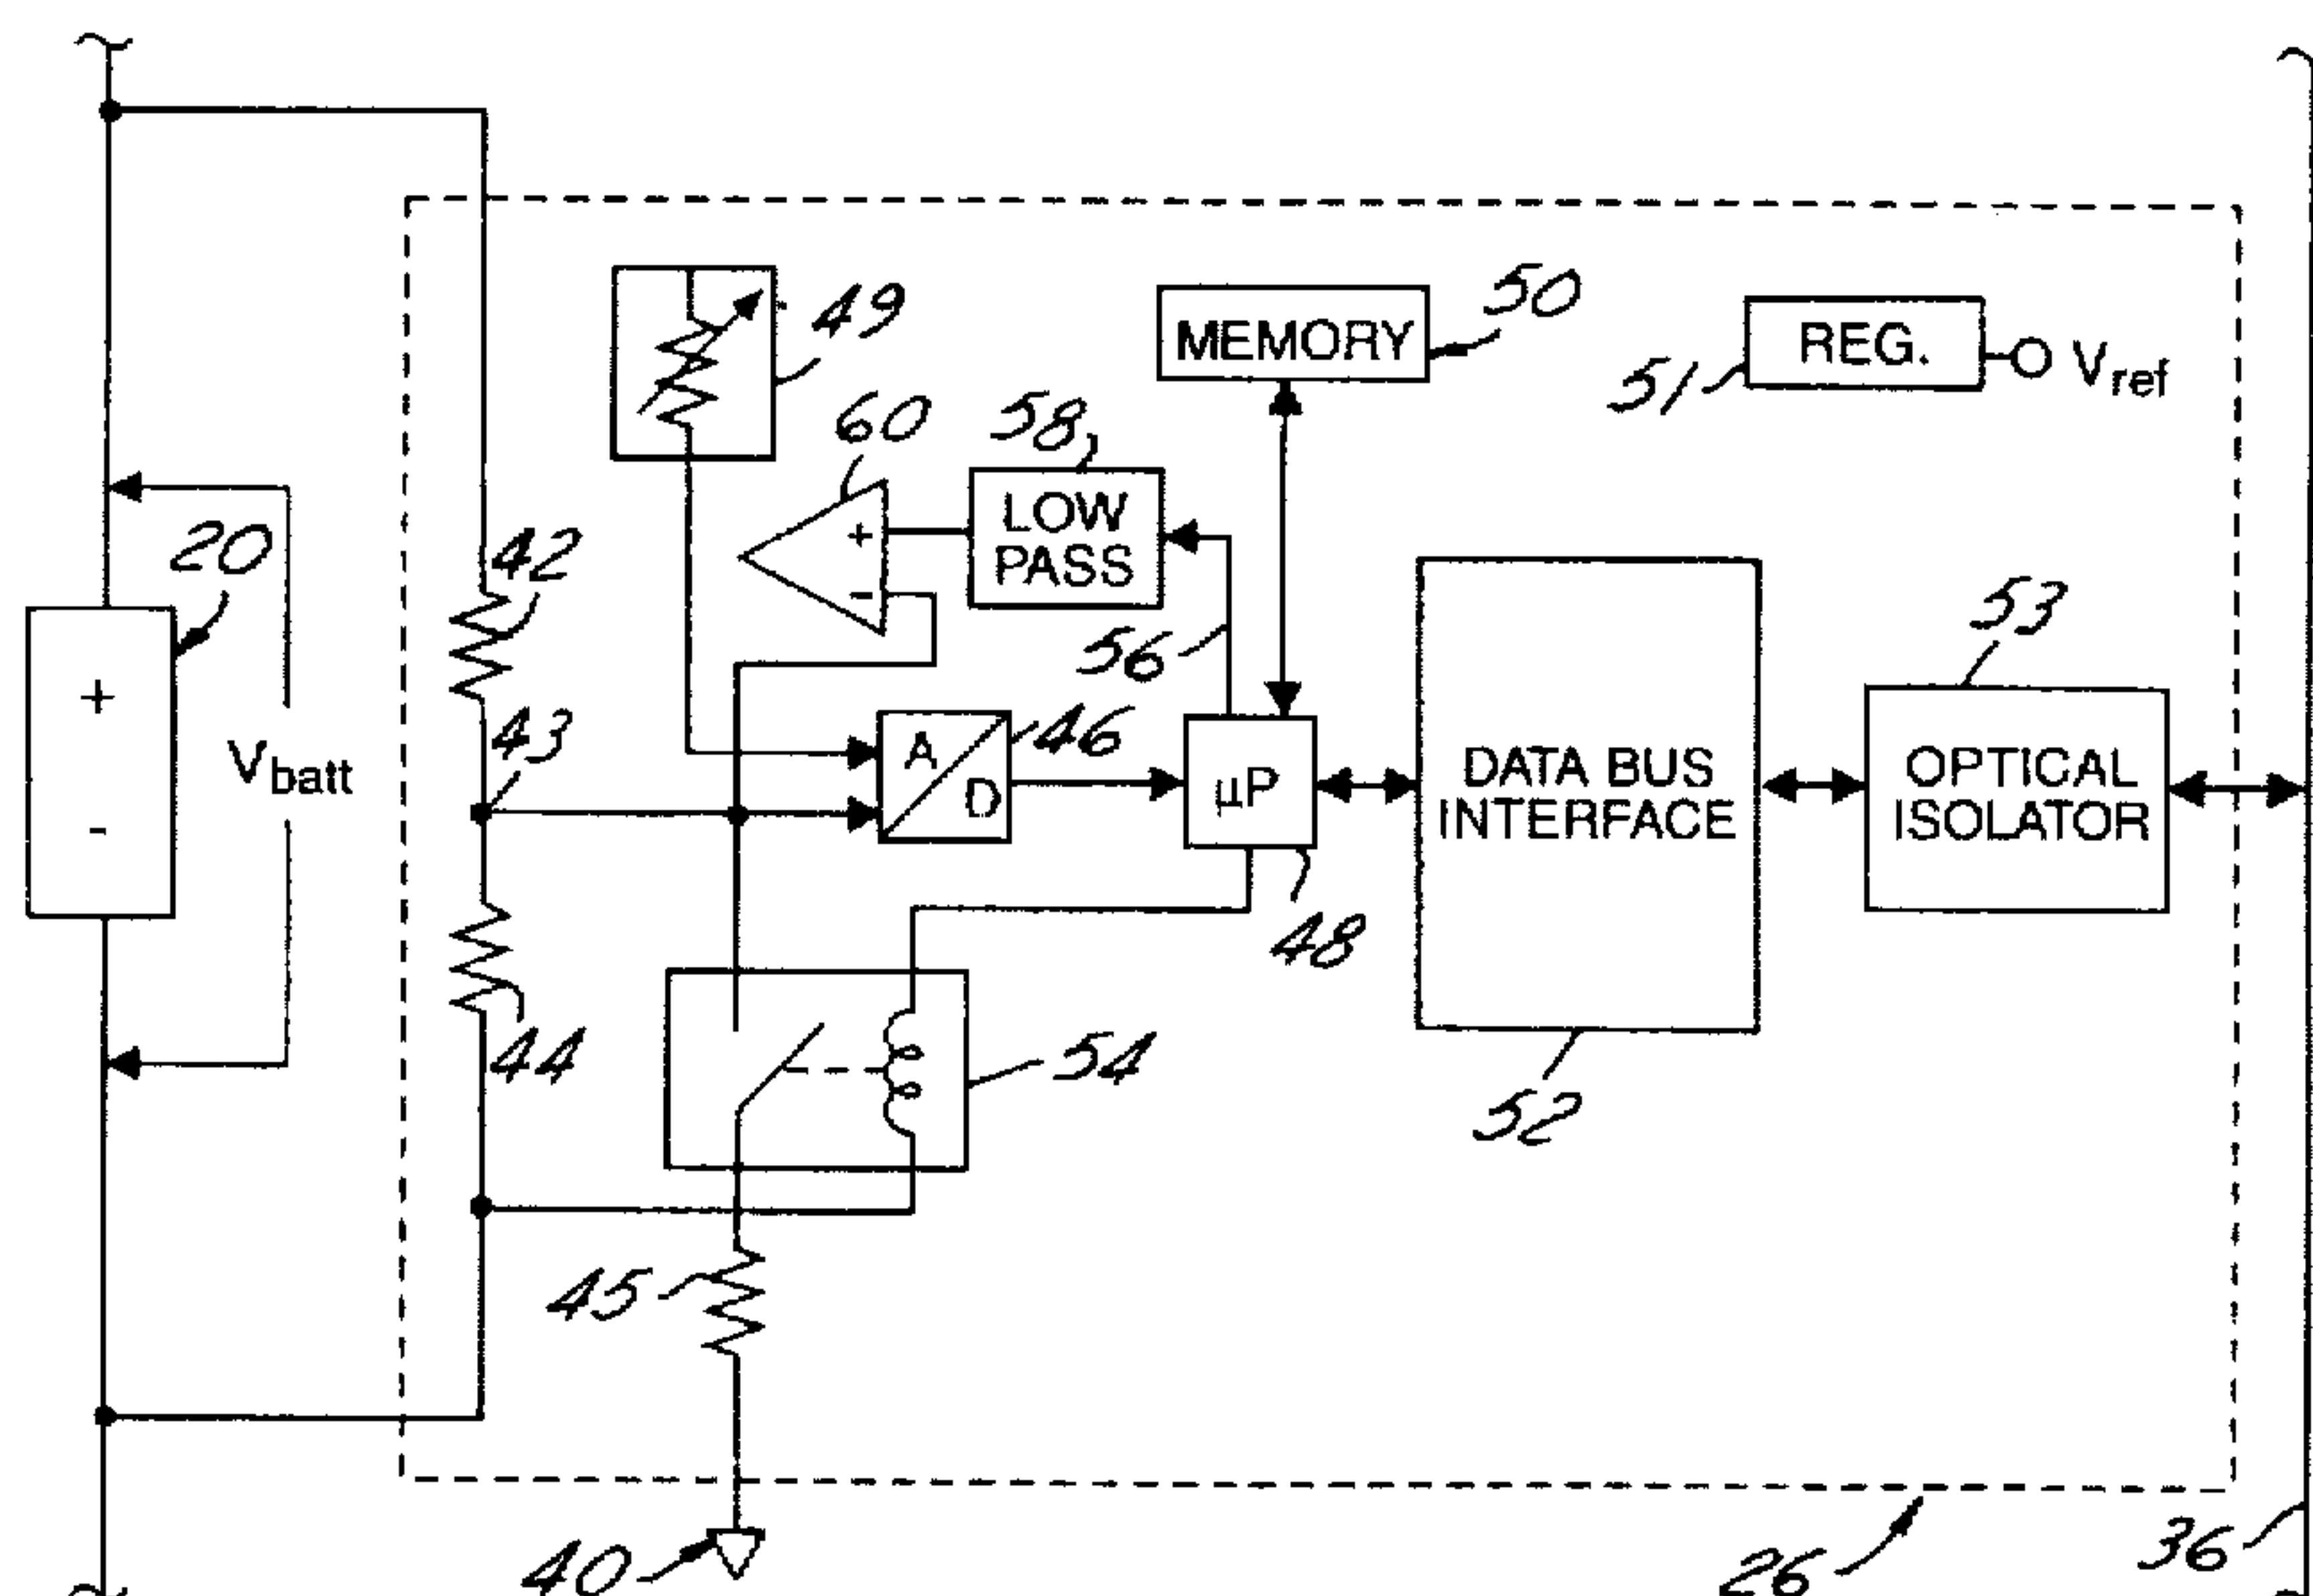 49
50
MEMORY
REG.
51
Vref
60
58
LOW
PASS
+
-
20
42
56
53
+
-
Vbatt
43
A
D
46
μP
DATA BUS
INTERFACE
OPTICAL
ISOLATOR
48
44
54
52
45
40
26
36